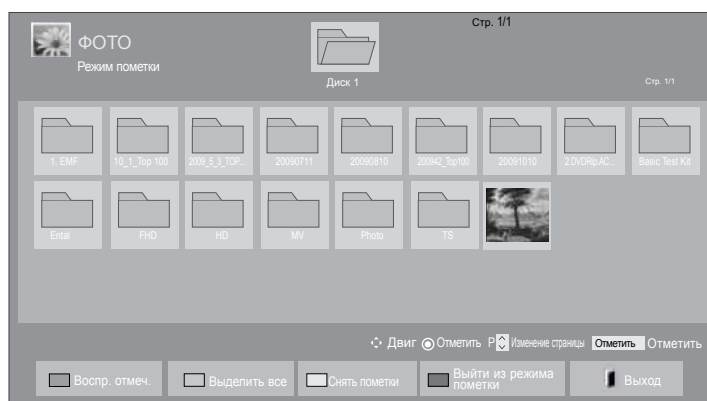 Стр. 1/1
ФОТО
Режим пометки
Диск 1
Стр. 1/1
1. EMF
10_1_Top 100
2009_5_3_TOP...
20090711
20090810
200942_Top100
20091010
2.DVDRip.AC...
Basic Test Kit
Entai
FHD
HD
MV
Photo
TS
Двиг
Отметить
P
Изменение страницы
Отметить
Отметить
Воспр. отмеч.
Выделить все
Снять пометки
Выйти из режима
пометки
Выход